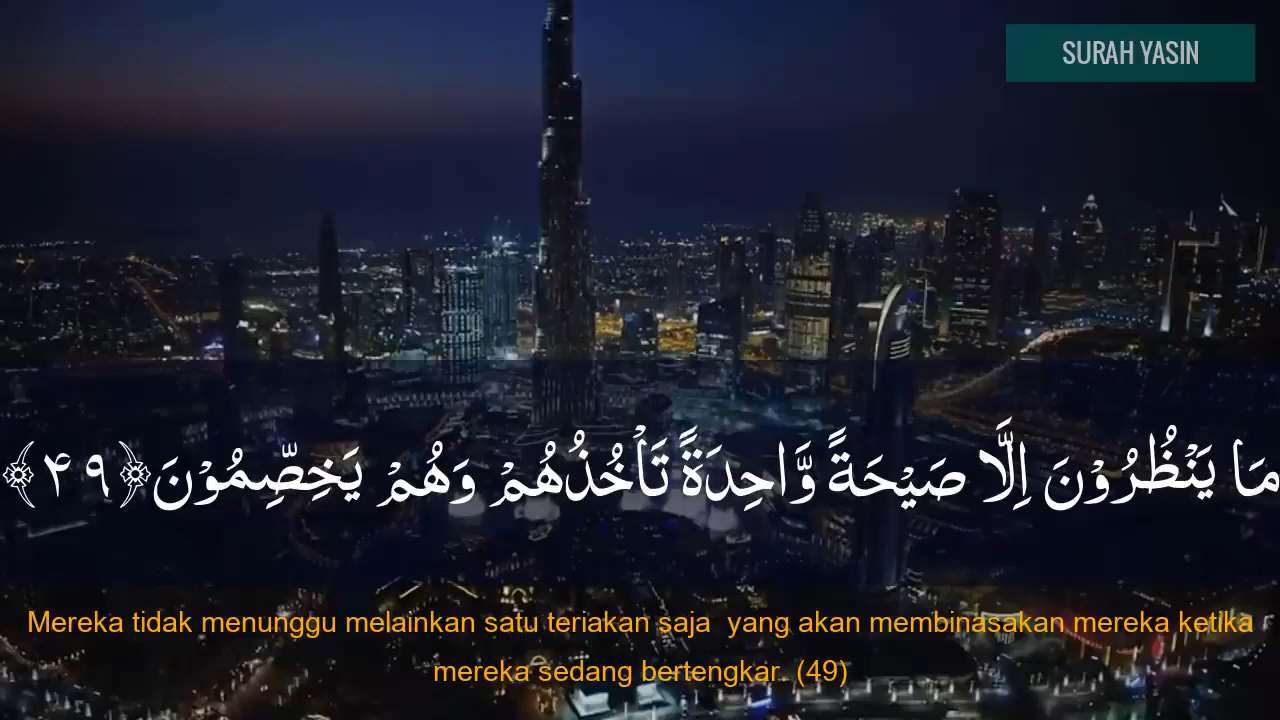 SURAH YASIN
مَا يَنْظُرُوْنَ اِلَّا صَيْحَةً وَّاحِدَةً تَاْخُذُهُمْ وَهُمْ يَخِصِّمُوْنَ ﴿۴۹﴾
Mereka tidak menunggu melainkan satu teriakan saja  yang akan membinasakan mereka ketika
mereka sedang bertengkar. (49)